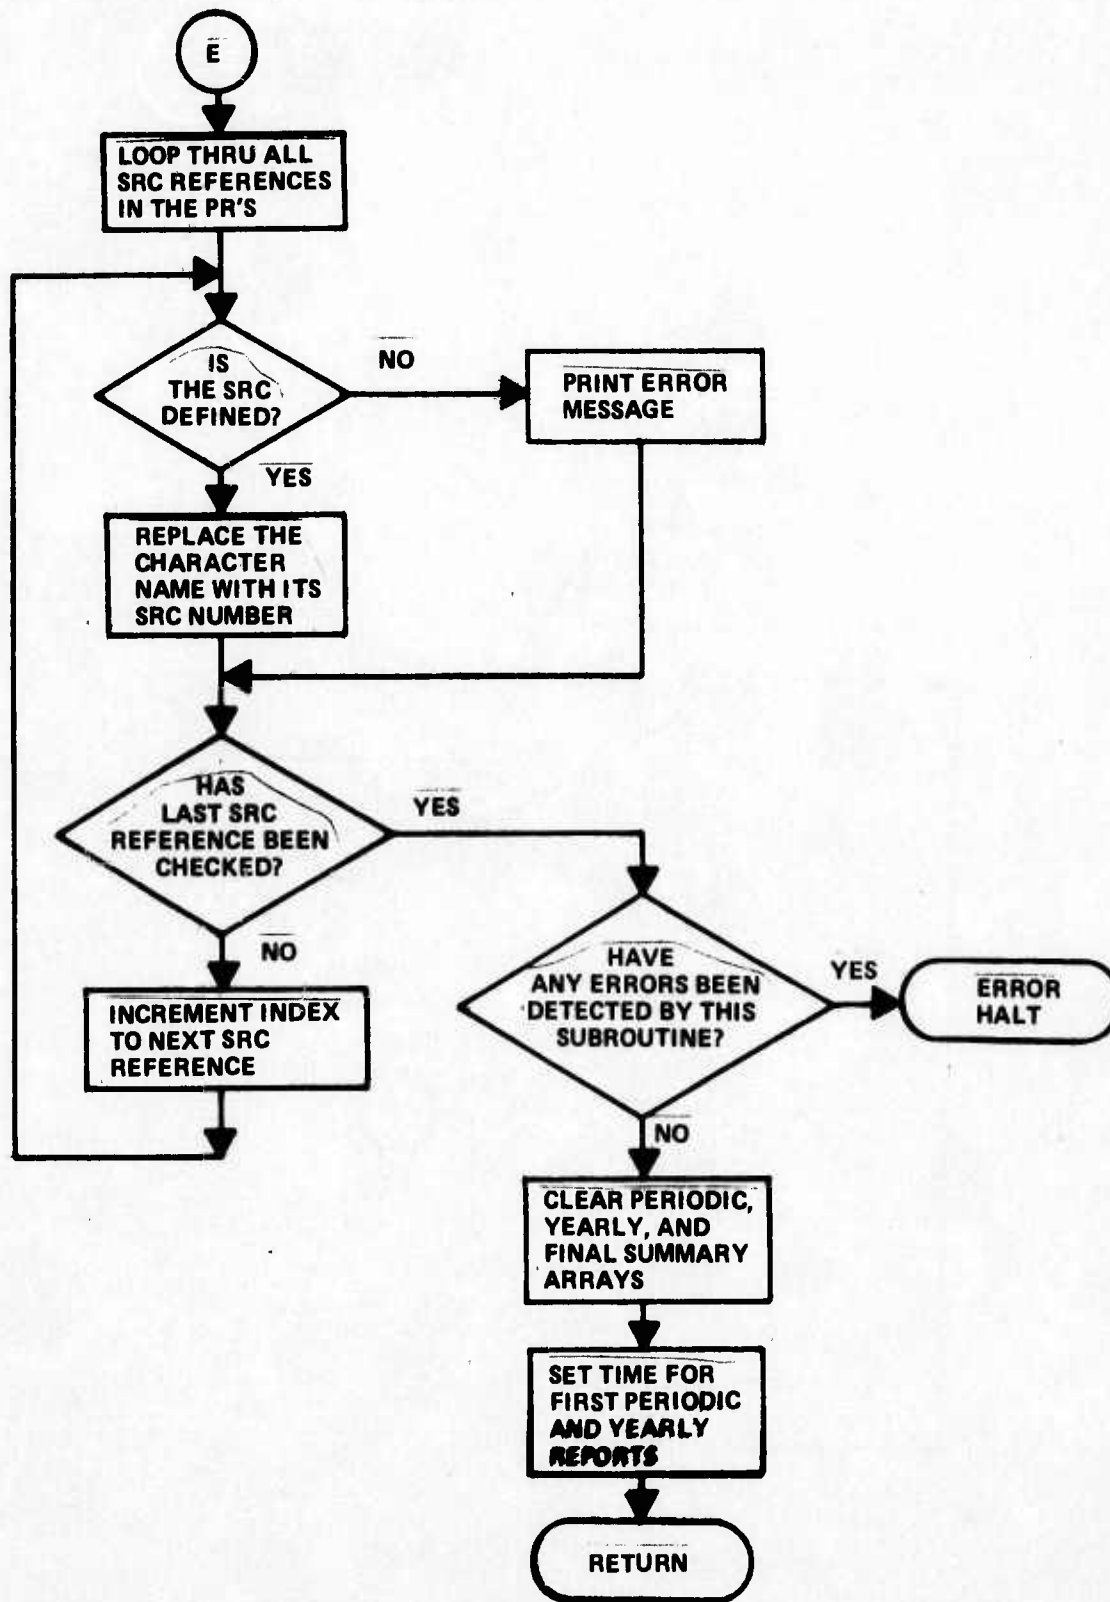 E
LOOP THRU ALL
SRC REFERENCES
IN THE PR'S
IS
THE SRC
DEFINED?
NO
PRINT ERROR
MESSAGE
YES
REPLACE THE
CHARACTER
NAME WITH ITS
SRC NUMBER
HAS
LAST SRC
REFERENCE BEEN
CHECKED?
YES
NO
INCREMENT INDEX
TO NEXT SRC
REFERENCE
HAVE
ANY ERRORS BEEN
DETECTED BY THIS
SUBROUTINE?
YES
ERROR
HALT
NO
CLEAR PERIODIC,
YEARLY, AND
FINAL SUMMARY
ARRAYS
SET TIME FOR
FIRST PERIODIC
AND YEARLY
REPORTS
RETURN